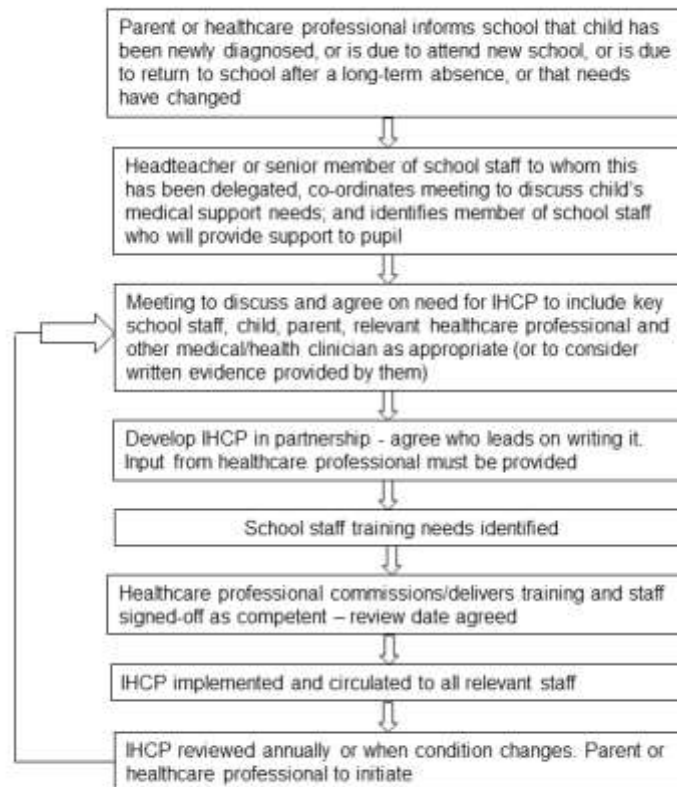 Parent or healthcare professional informs school that child has
been newly diagnosed, or is due to attend new school, or is due
to return to school after a long-term absence, or that needs
have changed
Headteacher or senior member of school staff to whom this
has been delegated, co-ordinates meeting to discuss child's
medical support needs; and identifies member of school staff
who will provide support to pupil
Meeting to discuss and agree on need for IHCP to include key
school staff, child, parent, relevant healthcare professional and
other medical/health clinician as appropriate (or to consider
written evidence provided by them)
Develop IHCP in partnership - agree who leads on writing it.
Input from healthcare professional must be provided
School staff training needs identified
Healthcare professional commissions/delivers training and staff
signed-off as competent – review date agreed
IHCP implemented and circulated to all relevant staff
IHCP reviewed annually or when condition changes. Parent or
healthcare professional to initiate